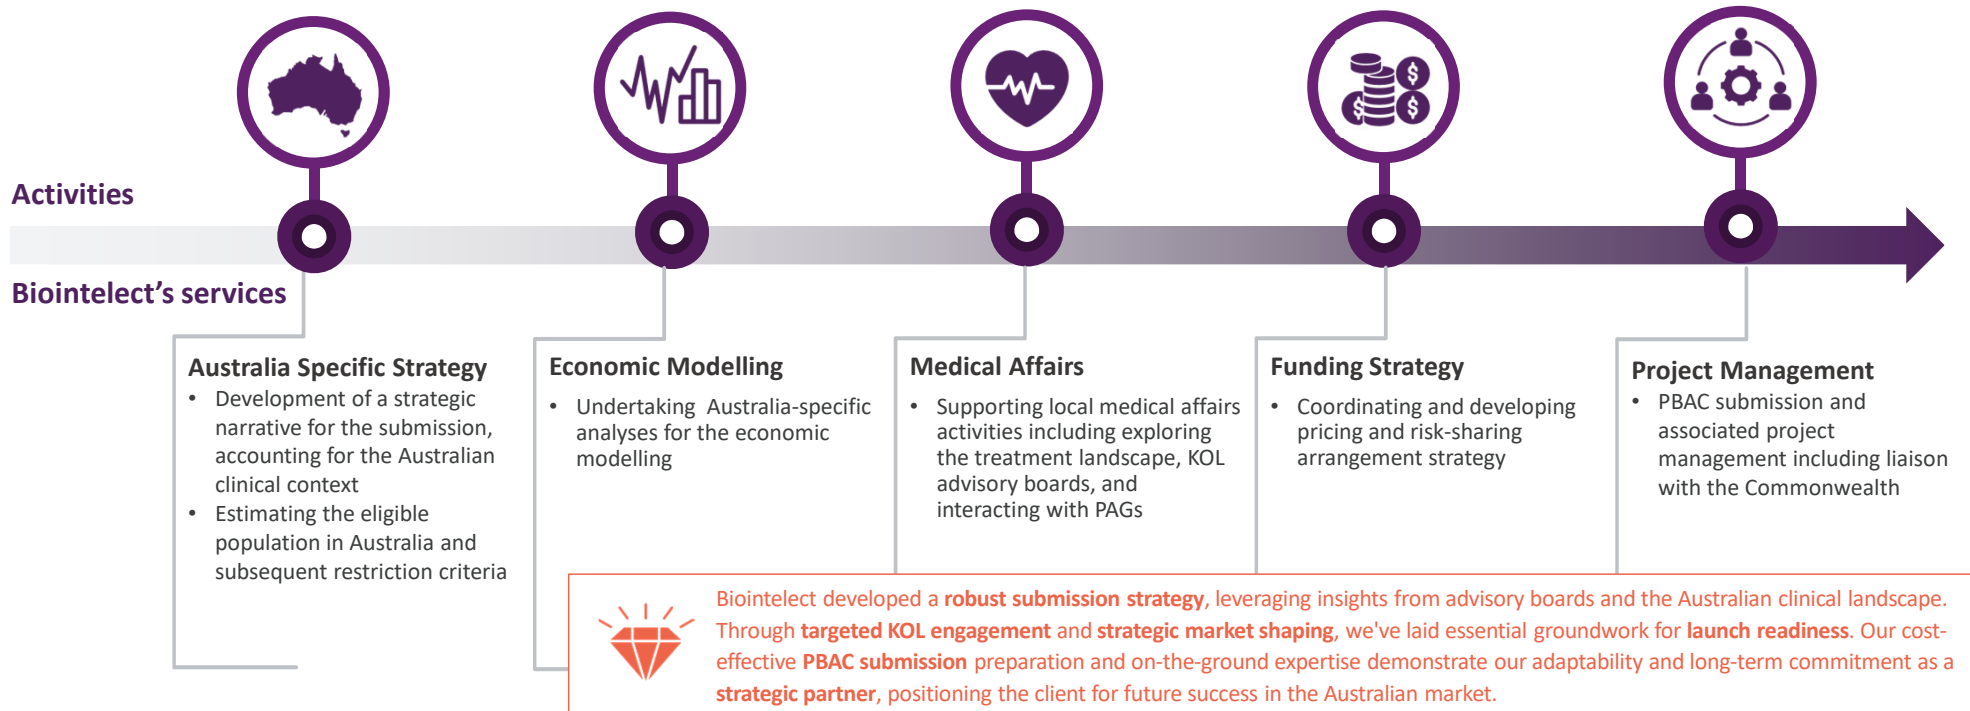 Activities
Biointelect's services
Australia Specific Strategy
• Development of a strategic
narrative for the submission,
accounting for the Australian
clinical context
• Estimating the eligible
population in Australia and
subsequent restriction criteria
Economic Modelling
• Undertaking Australia-specific
analyses for the economic
modelling
Medical Affairs
• Supporting local medical affairs
activities including exploring
the treatment landscape, KOL
advisory boards, and
interacting with PAGs
Funding Strategy
• Coordinating and developing
pricing and risk-sharing
arrangement strategy
Project Management
• PBAC submission and
associated project
management including liaison
with the Commonwealth
Biointelect developed a robust submission strategy, leveraging insights from advisory boards and the Australian clinical landscape.
Through targeted KOL engagement and strategic market shaping, we've laid essential groundwork for launch readiness. Our cost-
effective PBAC submission preparation and on-the-ground expertise demonstrate our adaptability and long-term commitment as a
strategic partner, positioning the client for future success in the Australian market.